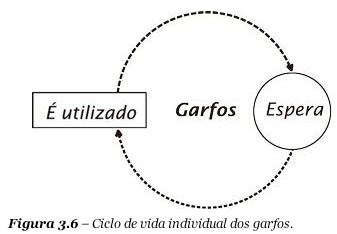 É utilizado
Garfos
Espera
Figura 3.6 – Ciclo de vida individual dos garfos.